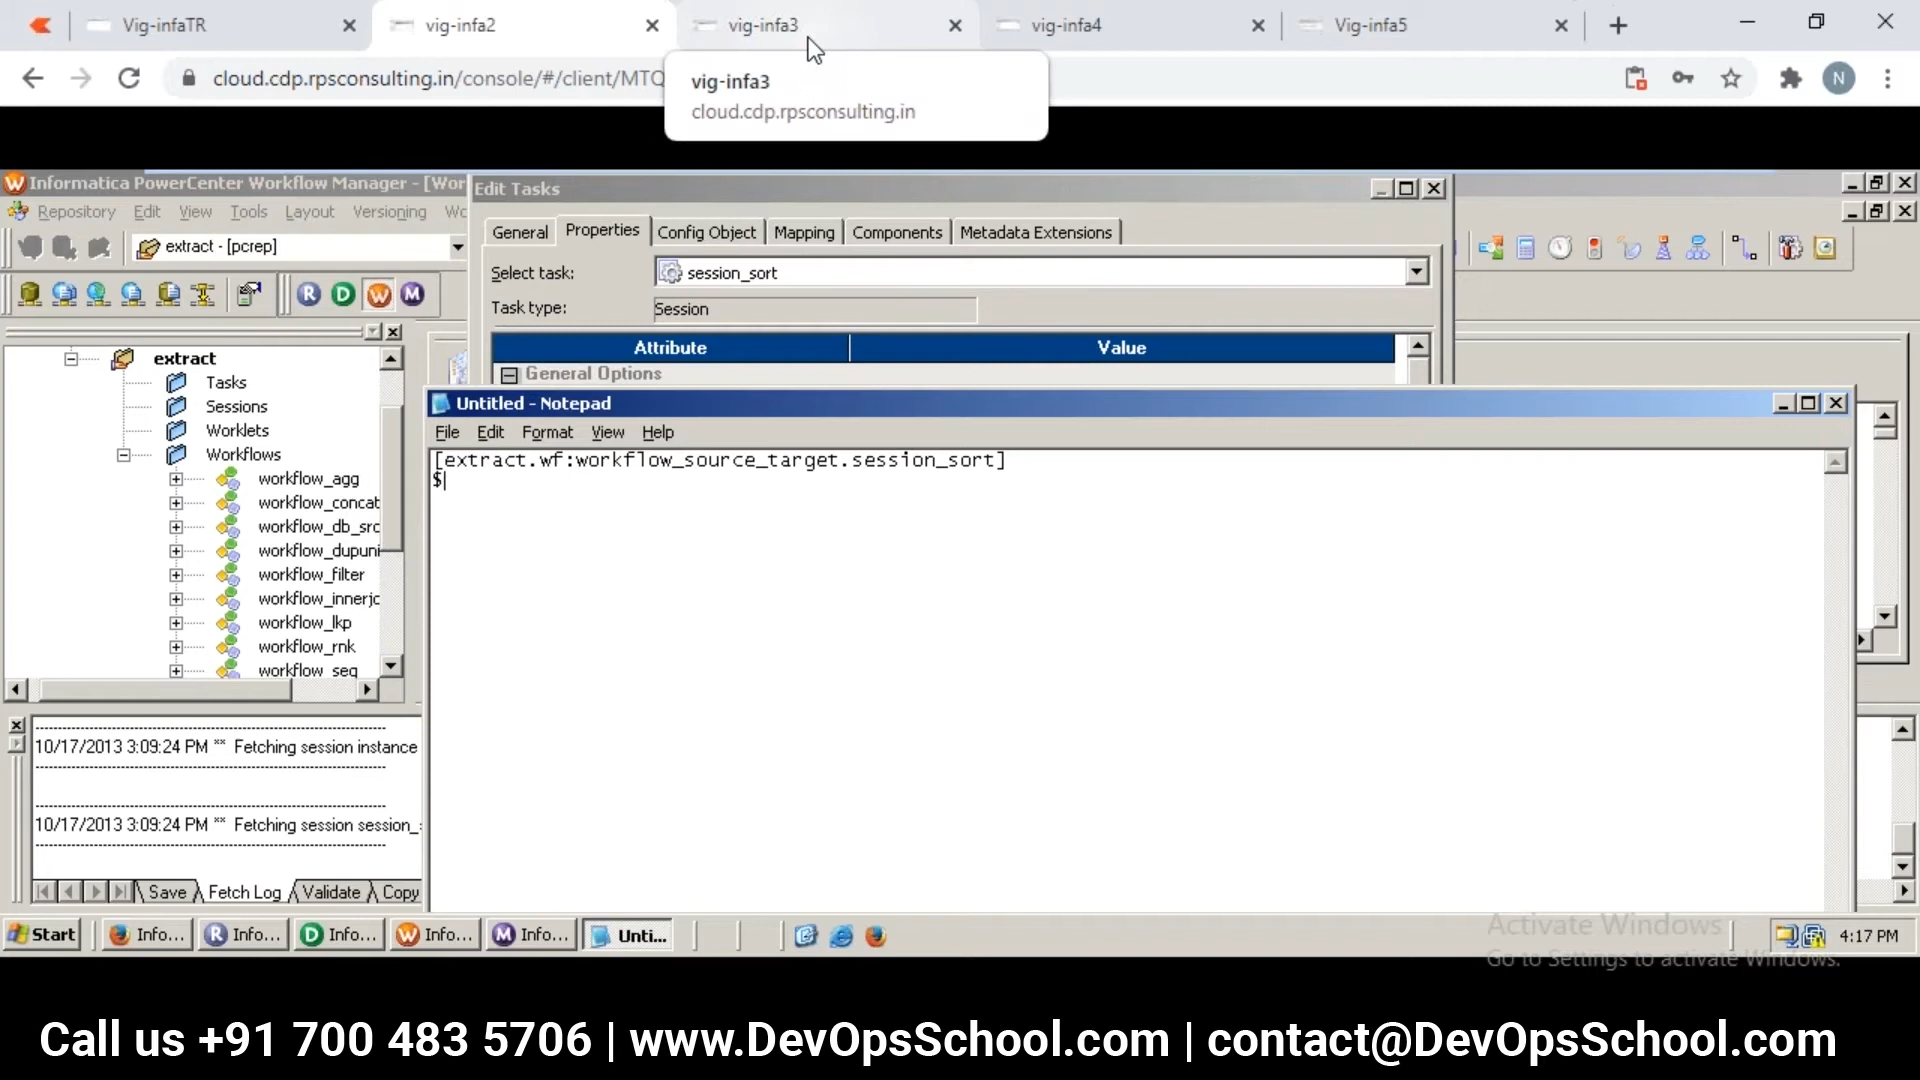 Vig-infaTR
vig-infa2
vig-infa3
vig-infa4
Vig-infa5
cloud.cdp.rpsconsulting.in/console/#/client/MTQ
N
vig-infa3
cloud.cdp.rpsconsulting.in
Informatica PowerCenter Workflow Manager - [Wor
Edit Tasks
Repository Edit View Tools Layout Versioning Wo
extract - [pcrep]
General Properties Config Object Mapping Components Metadata Extensions
Select task: session_sort
Task type: Session
R D W M
Attribute Value
General Options
extract
Tasks
Sessions
Worklets
Workflows
workflow_agg
workflow_concat
workflow_db_src
workflow_dupuni
workflow_filter
workflow_innerjo
workflow_lkp
workflow_rnk
workflow_seq
Untitled - Notepad
File Edit Format View Help
[extract.wf:workflow_source_target.session_sort]
$
10/17/2013 3:09:24 PM ** Fetching session instance
10/17/2013 3:09:24 PM ** Fetching session session_
Save Fetch Log Validate Copy
Activate Windows
Go to Settings to activate Windows.
Start Info... Info... Info... Info... Info... Unti... 4:17 PM
Call us +91 700 483 5706 | www.DevOpsSchool.com | contact@DevOpsSchool.com